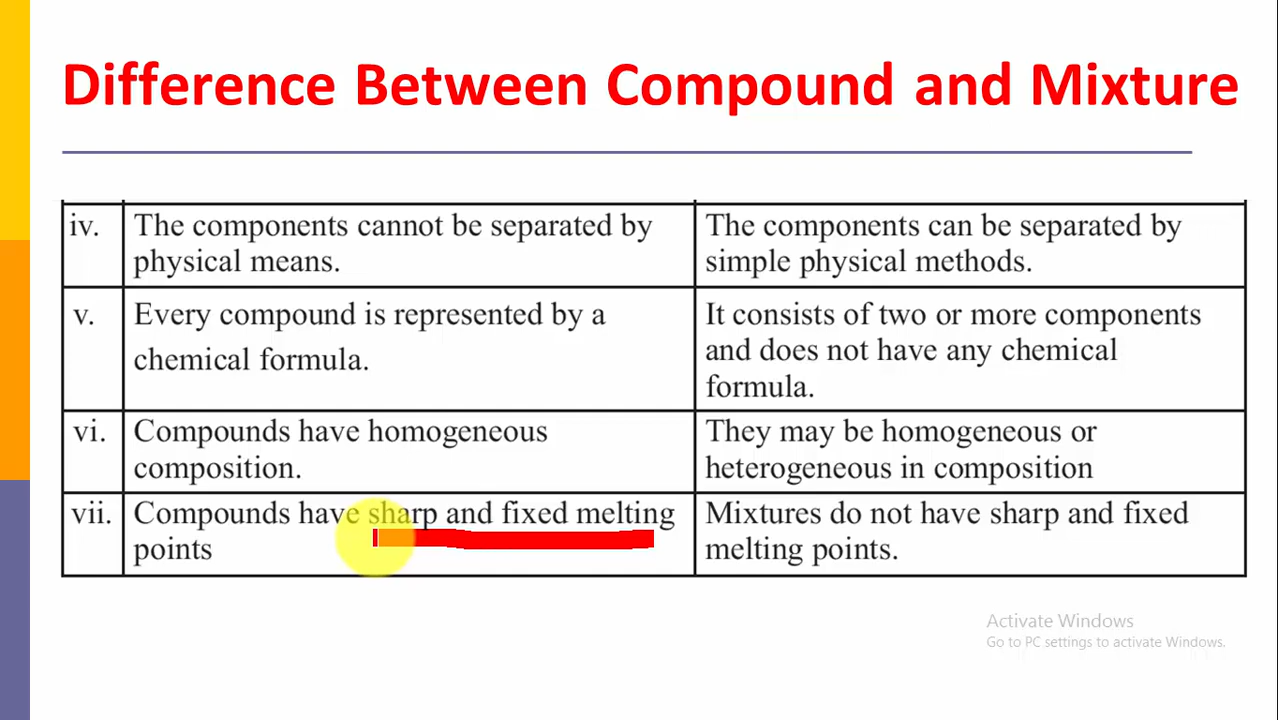 Difference Between Compound and Mixture
iv. The components cannot be separated by
physical means.
The components can be separated by
simple physical methods.
v. Every compound is represented by a
chemical formula.
It consists of two or more components
and does not have any chemical
formula.
vi. Compounds have homogeneous
composition.
They may be homogeneous or
heterogeneous in composition
vii. Compounds have sharp and fixed melting
points
Mixtures do not have sharp and fixed
melting points.
Activate Windows
Go to PC settings to activate Windows.